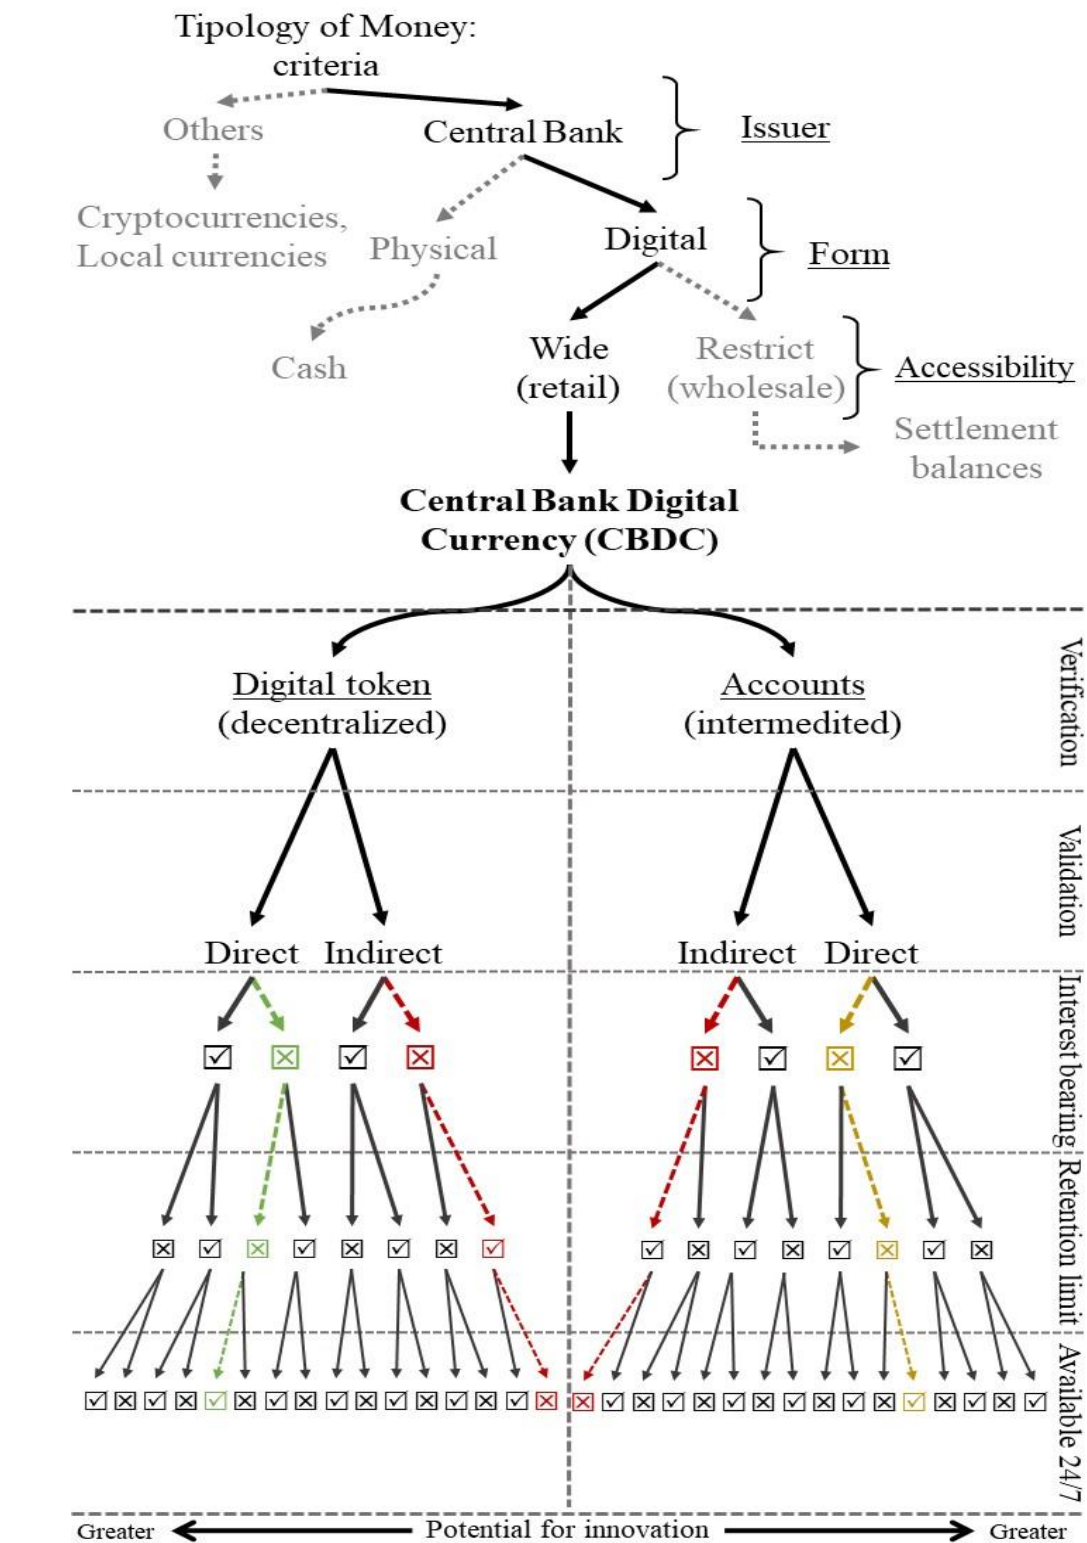 Tipology of Money:
criteria
Others
Central Bank
Issuer
Cryptocurrencies,
Local currencies
Physical
Digital
Form
Cash
Wide
(retail)
Restrict
(wholesale)
Accessibility
Settlement
balances
Central Bank Digital
Currency (CBDC)
Verification
Digital token
(decentralized)
Accounts
(intermedited)
Validation
Direct
Indirect
Indirect
Direct
Interest bearing
Retention limit
Available 24/7
Greater
Potential for innovation
Greater